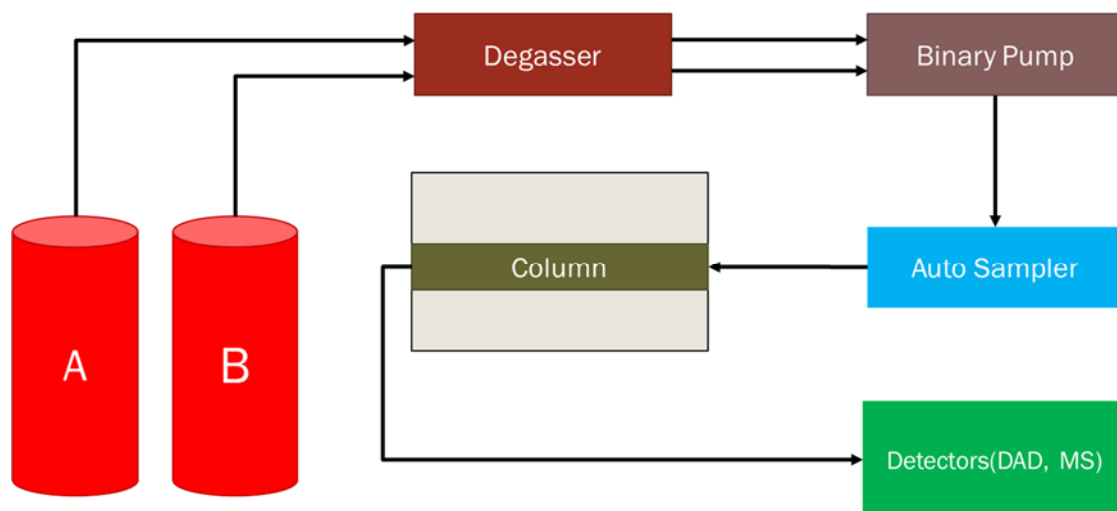 Degasser
Binary Pump
A
B
Column
Auto Sampler
Detectors(DAD, MS)